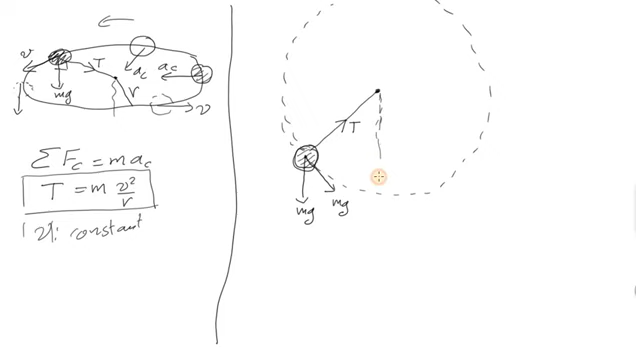 v
T
ac
ac
mg
r
v
ΣFc = mac
T = m v²/r
|v|: constant
T
mg
mg